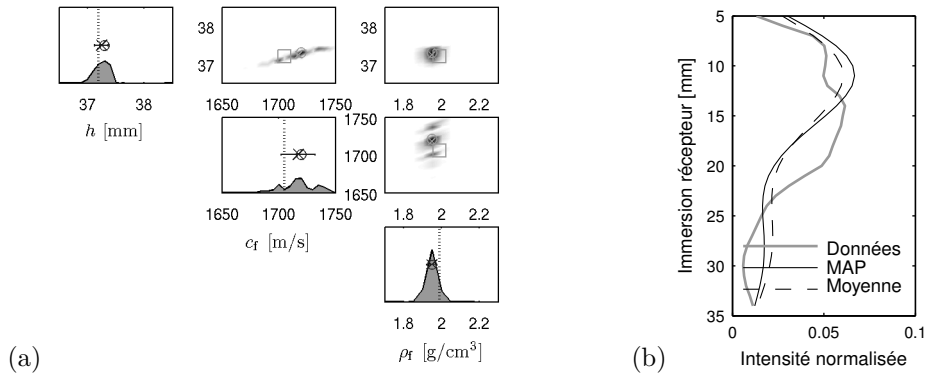 38
37
1650 1700 1750
38
37
1.8 2 2.2
37 38
h [mm]
1750
1700
1650
1.8 2 2.2
1650 1700 1750
c_f [m/s]
1.8 2 2.2
ρ_f [g/cm³]
(a)
5
10
15
20
25
30
35
0 0.05 0.1
Immersion récepteur [mm]
Données
MAP
Moyenne
Intensité normalisée
(b)